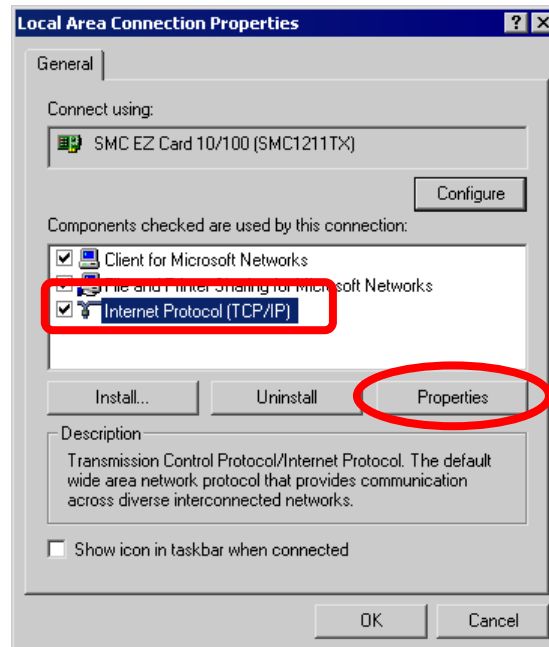 Local Area Connection Properties
General
Connect using:
SMC EZ Card 10/100 (SMC1211TX)
Configure
Components checked are used by this connection:
Client for Microsoft Networks
File and Printer Sharing for Microsoft Networks
Internet Protocol (TCP/IP)
Install... Uninstall Properties
Description
Transmission Control Protocol/Internet Protocol. The default
wide area network protocol that provides communication
across diverse interconnected networks.
Show icon in taskbar when connected
OK Cancel